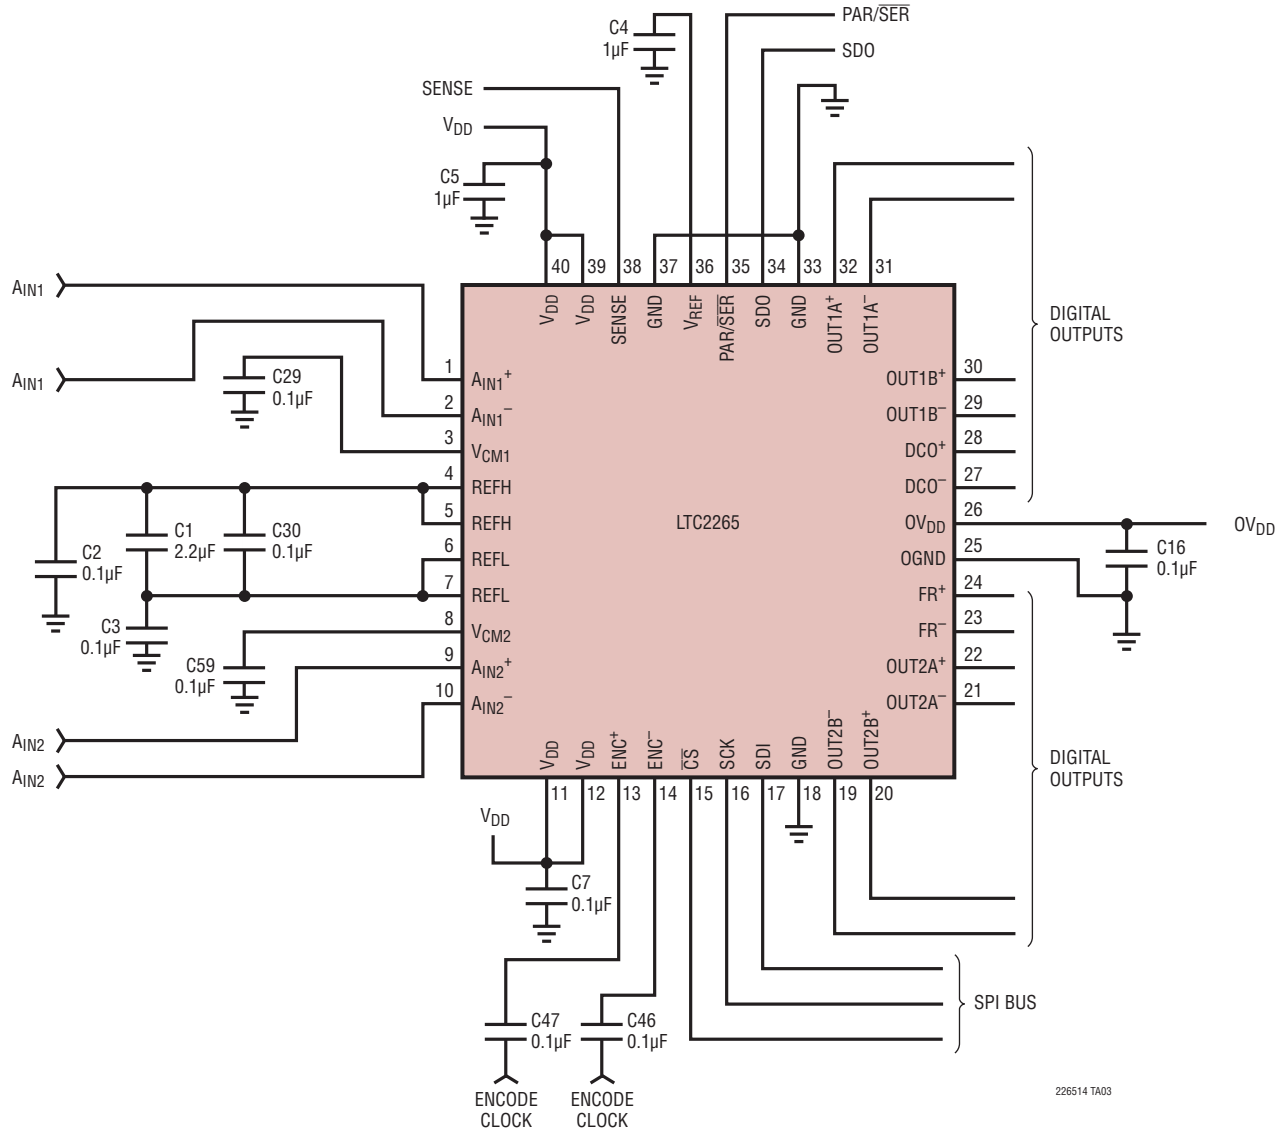 C4
1µF
PAR/SER
SDO
SENSE
VDD
C5
1µF
40
39
38
37
36
35
34
33
32
31
VDD
VDD
SENSE
GND
VREF
PAR/SER
SDO
GND
OUT1A+
OUT1A–
DIGITAL
OUTPUTS
AIN1
AIN1
C29
0.1µF
1
AIN1+
2
AIN1–
3
VCM1
4
REFH
5
REFH
6
REFL
7
REFL
8
VCM2
9
AIN2+
10
AIN2–
C1
2.2µF
C30
0.1µF
C2
0.1µF
C3
0.1µF
C59
0.1µF
AIN2
AIN2
LTC2265
OUT1B+
30
OUT1B–
29
DCO+
28
DCO–
27
OVDD
26
OGND
25
FR+
24
FR–
23
OUT2A+
22
OUT2A–
21
OVDD
C16
0.1µF
DIGITAL
OUTPUTS
VDD
VDD
ENC+
ENC–
CS
SCK
SDI
GND
OUT2B–
OUT2B+
11
12
13
14
15
16
17
18
19
20
VDD
C7
0.1µF
C47
0.1µF
C46
0.1µF
ENCODE
CLOCK
ENCODE
CLOCK
SPI BUS
226514 TA03